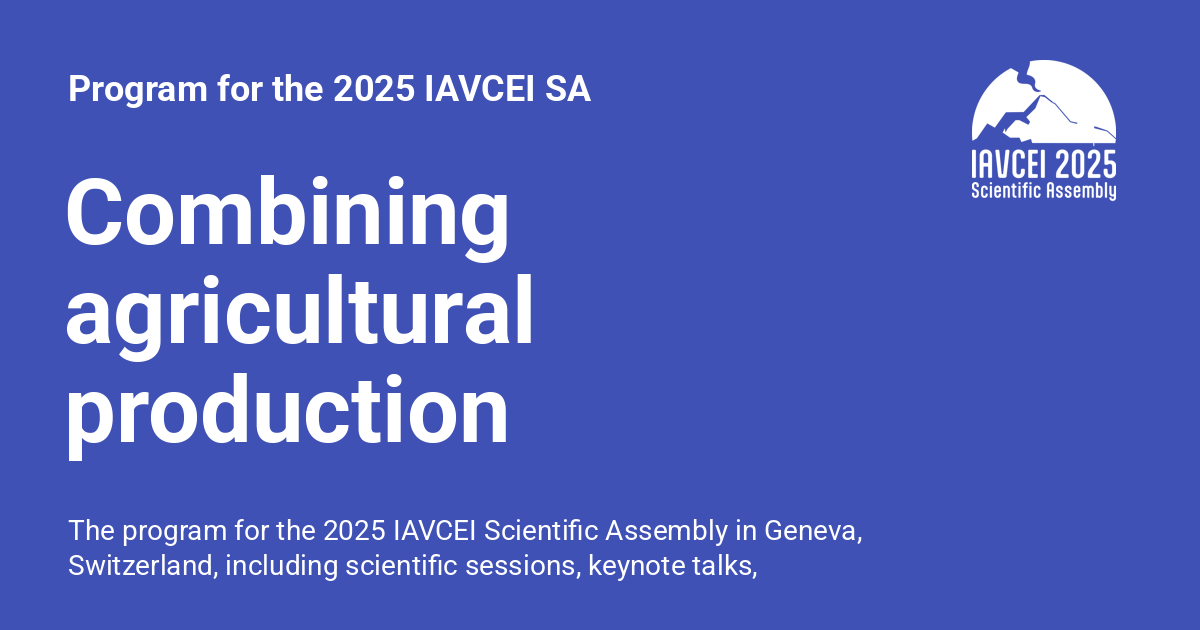 Program for the 2025 IAVCEI SA
IAVCEI 2025
Scientific Assembly
Combining
agricultural
production
The program for the 2025 IAVCEI Scientific Assembly in Geneva,
Switzerland, including scientific sessions, keynote talks,